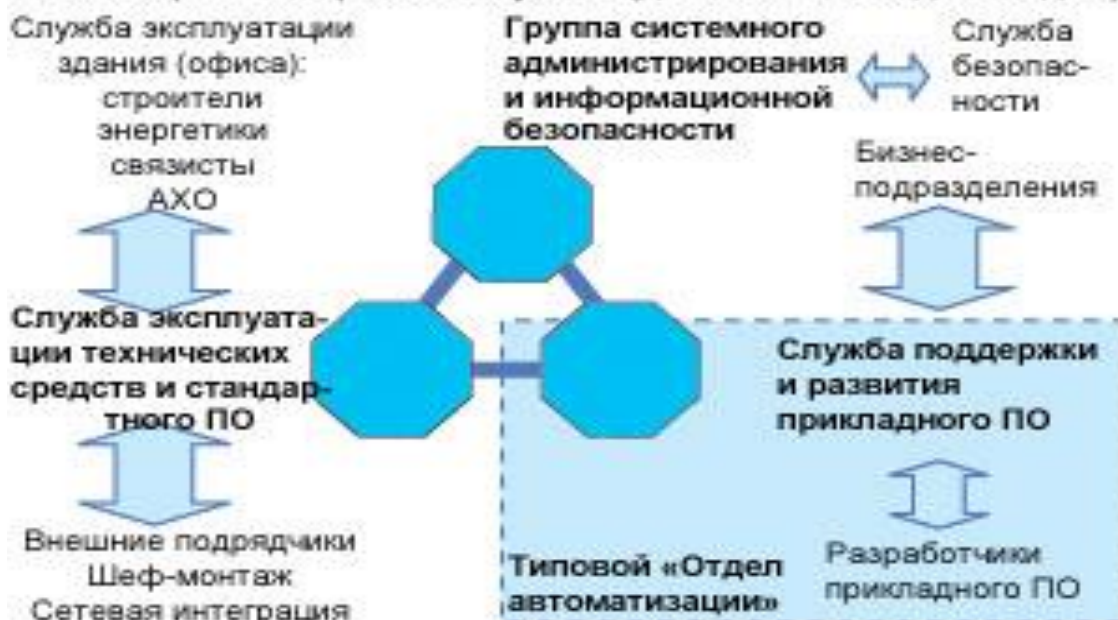 Служба эксплуатации
здания (офиса):
строители
энергетики
связисты
АХО
Группа системного
администрирования
и информационной
безопасности
Служба
безопас-
ности
Бизнес-
подразделения
Служба эксплуата-
ции технических
средств и стандар-
тного ПО
Служба поддержки
и развития
прикладного ПО
Внешние подрядчики
Шеф-монтаж
Сетевая интеграция
Типовой «Отдел
автоматизации»
Разработчики
прикладного ПО